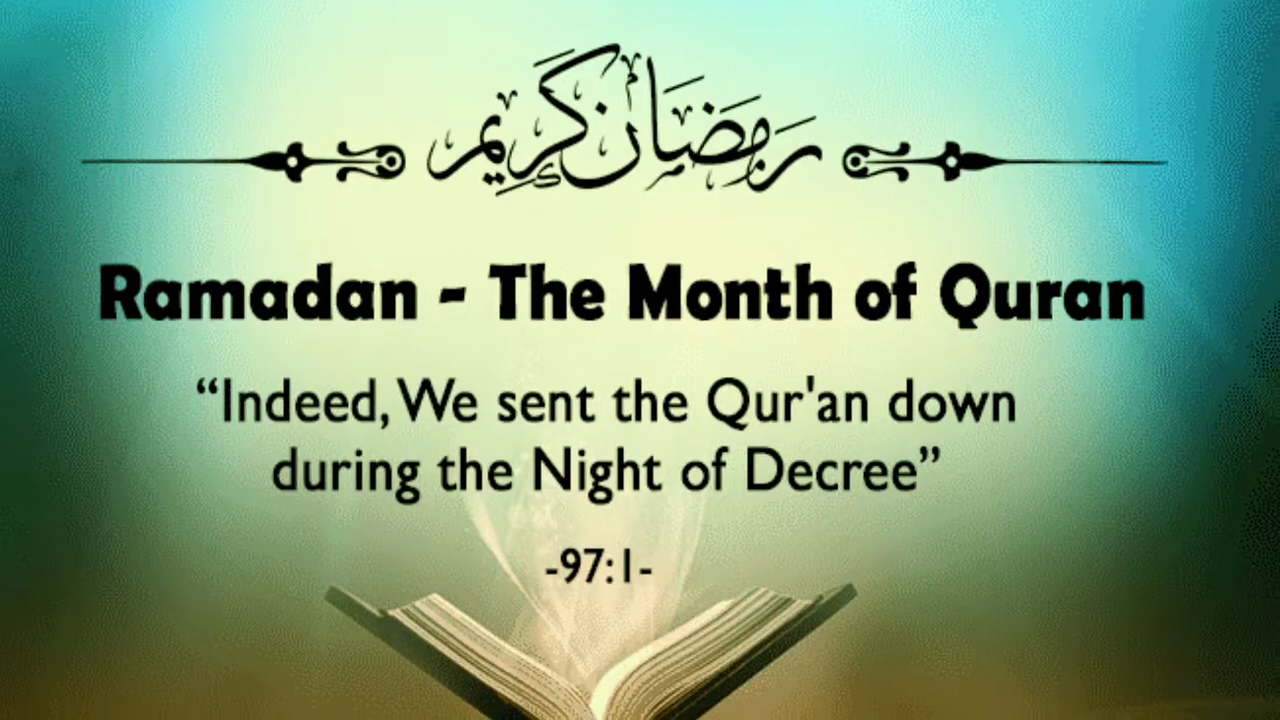 رمضان كريم
Ramadan - The Month of Quran
“Indeed, We sent the Qur'an down
during the Night of Decree”
-97:1-